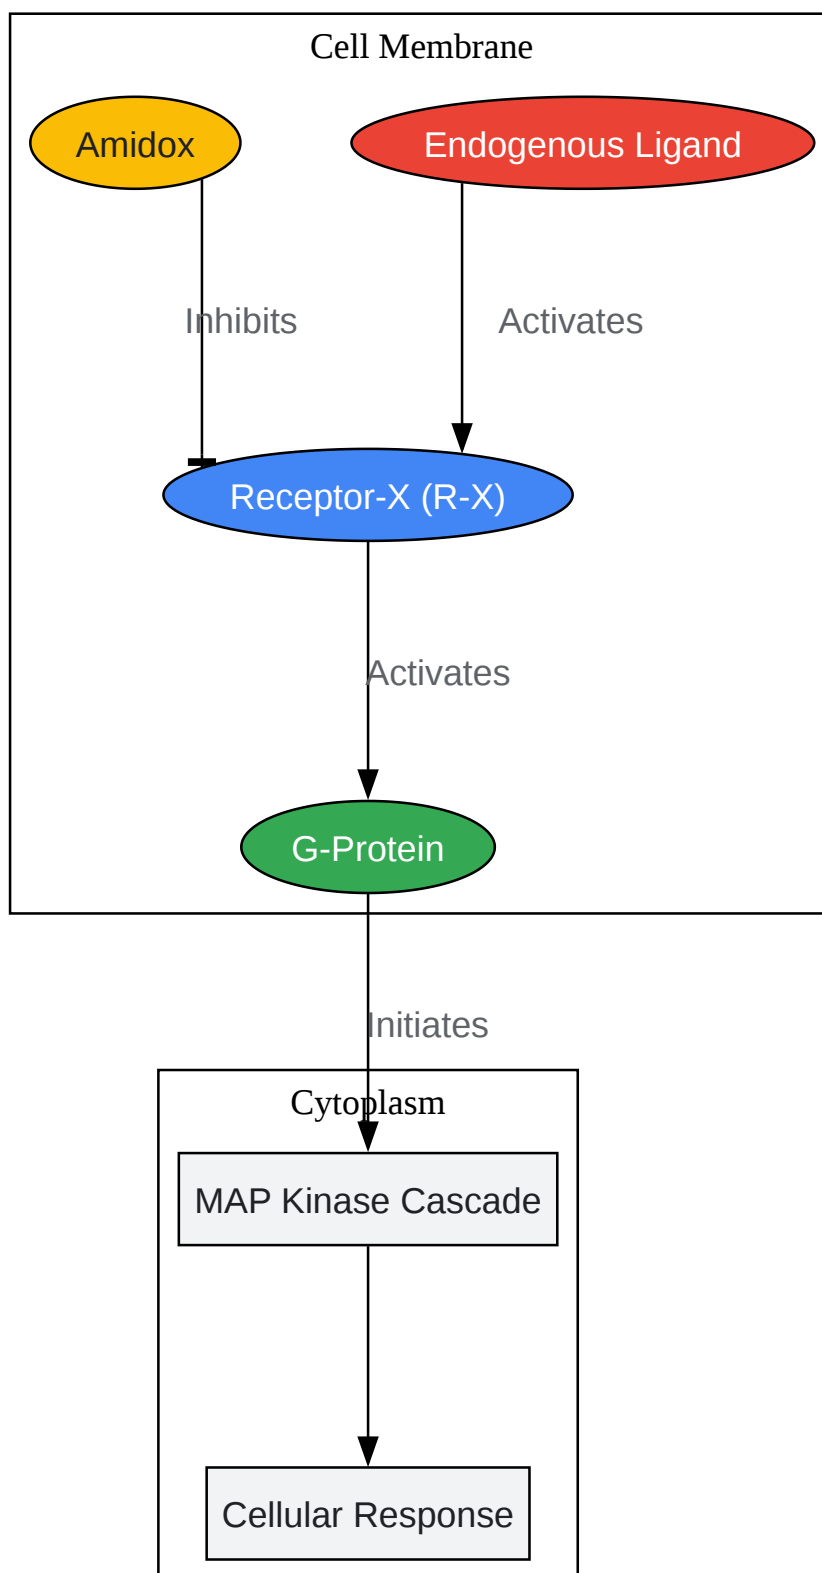 Cell Membrane
Amidox
Endogenous Ligand
Inhibits
Activates
Receptor-X (R-X)
Activates
G-Protein
Initiates
Cytoplasm
MAP Kinase Cascade
Cellular Response